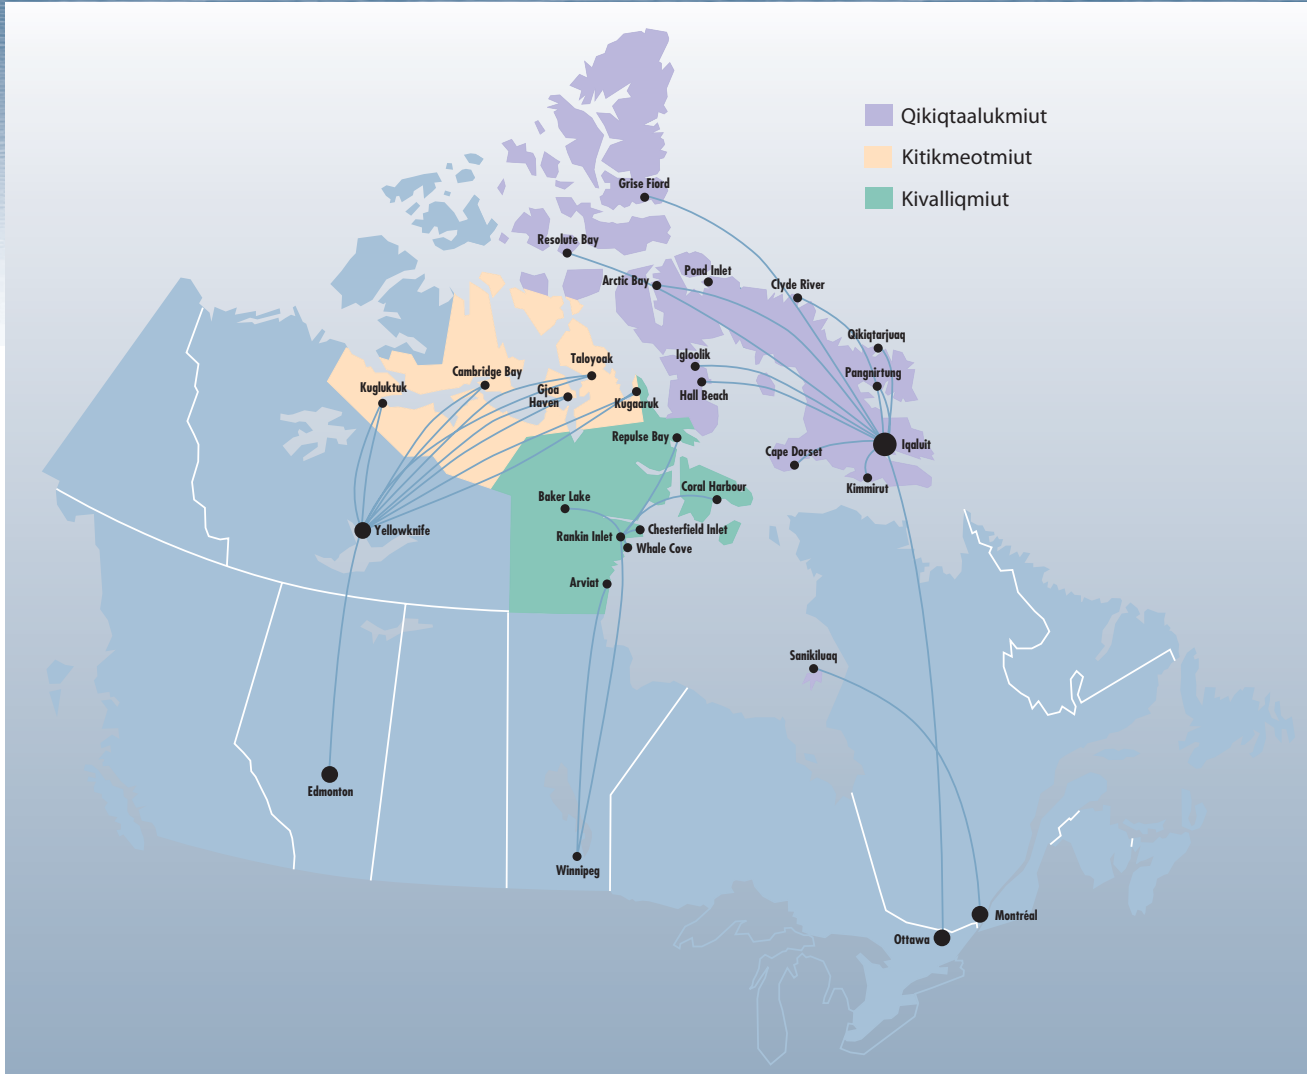 Qikiqtaalukmiut
Kitikmeotmiut
Kivalliqmiut
Grise Fiord
Resolute Bay
Arctic Bay
Pond Inlet
Clyde River
Qikiqtarjuaq
Pangnirtung
Igloolik
Hall Beach
Taloyoak
Cambridge Bay
Kugluktuk
Gjoa
Haven
Kugaaruk
Repulse Bay
Iqaluit
Cape Dorset
Kimmirut
Coral Harbour
Baker Lake
Chesterfield Inlet
Rankin Inlet
Whale Cove
Yellowknife
Arviat
Sanikiluaq
Edmonton
Winnipeg
Montréal
Ottawa